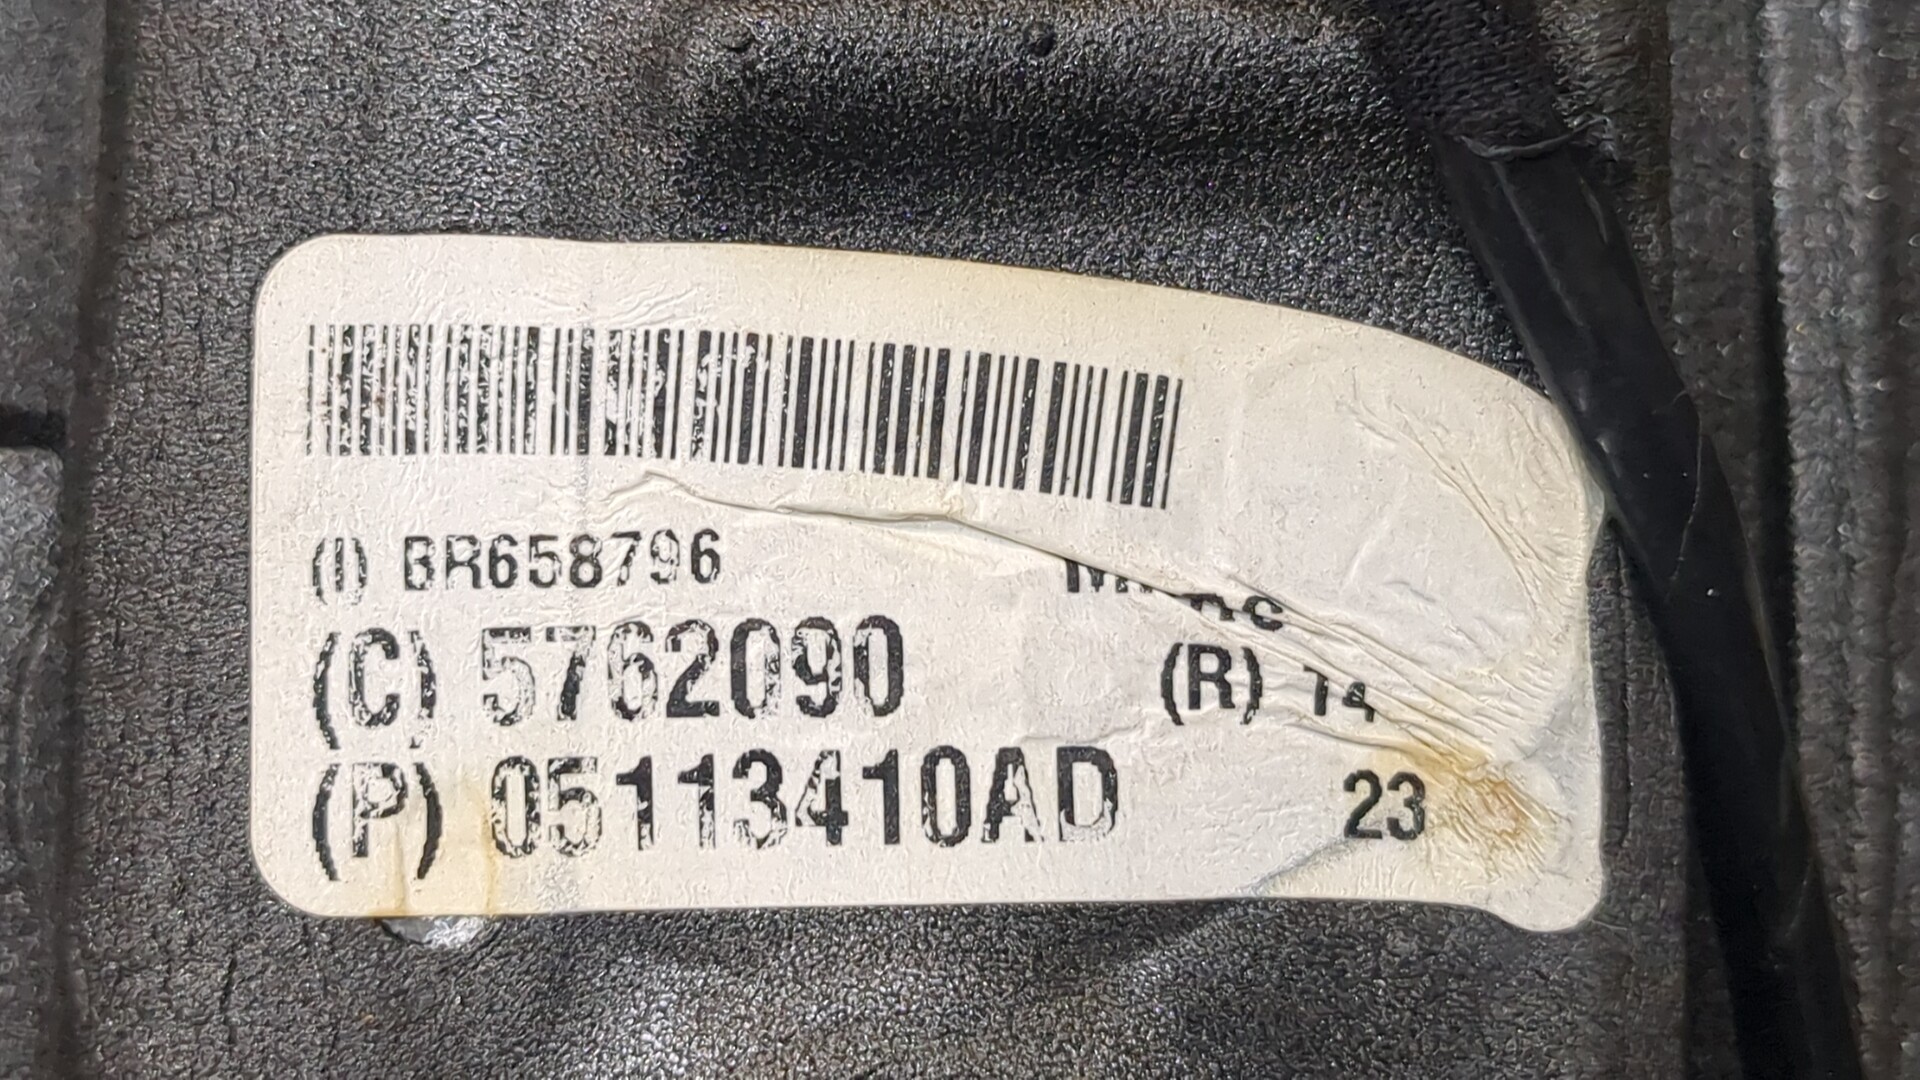 (I) BR658796
(C) 5762090 (R) 14
(P) 05113410AD 23